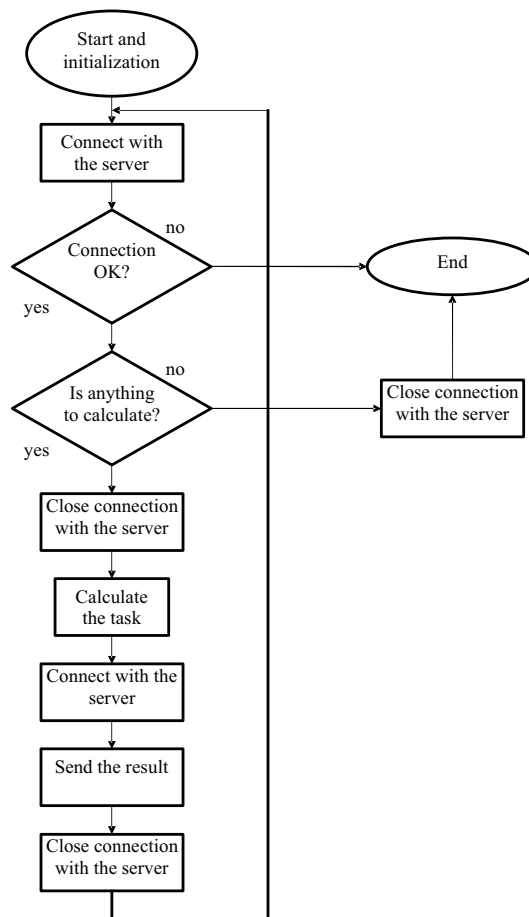 Start and
initialization
Connect with
the server
no
Connection
OK?
End
yes
no
Is anything
to calculate?
Close connection
with the server
yes
Close connection
with the server
Calculate
the task
Connect with the
server
Send the result
Close connection
with the server